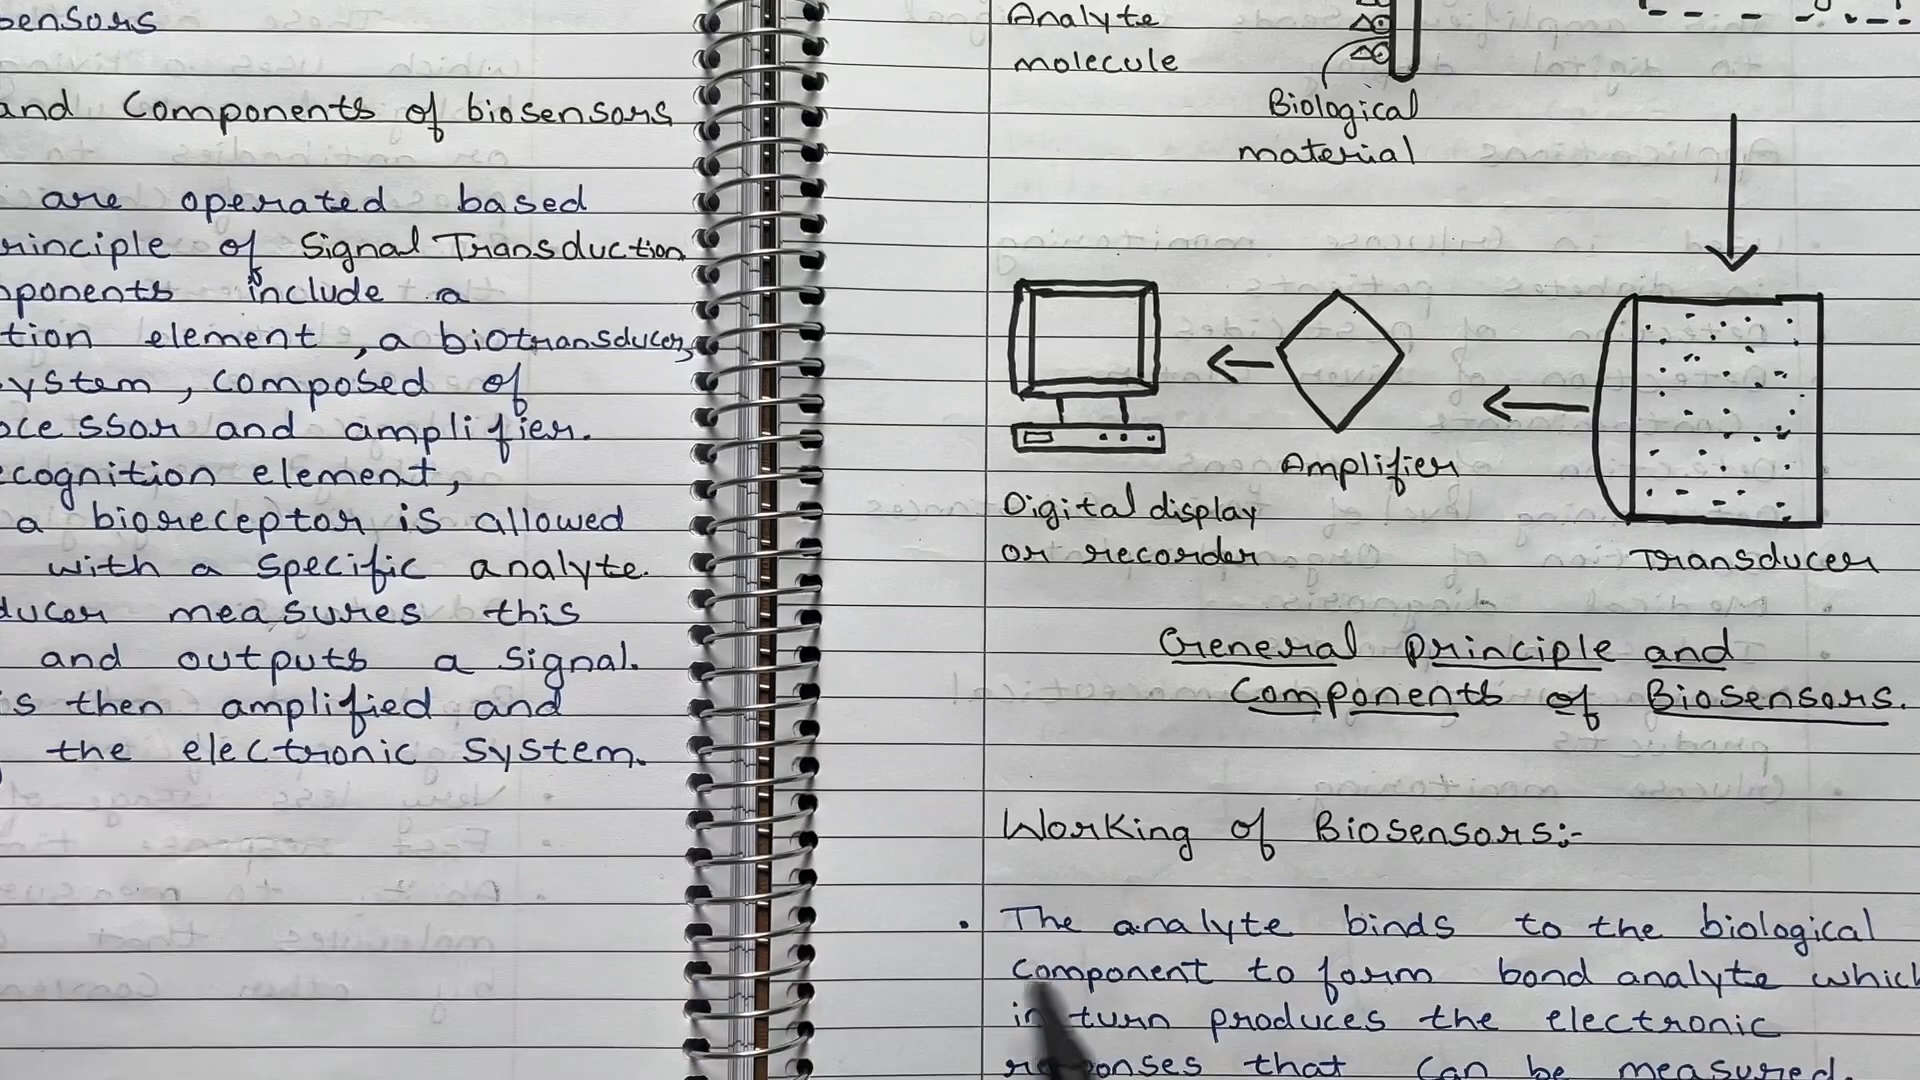 sensors
and Components of biosensors
are operated based
rinciple of Signal Transduction
ponents include a
tion element, a biotransducer,
ystem, composed of
ocessor and amplifier.
ecognition element,
a bioreceptor is allowed
with a specific analyte.
ducer measures this
and outputs a signal.
is then amplified and
the electronic system.
Analyte
molecule
Biological
material
Amplifier
Digital display
or recorder
Transducer
General principle and
Components of Biosensors.
Working of Biosensors:-
• The analyte binds to the biological
component to form bond analyte which
in turn produces the electronic
that can be measured.